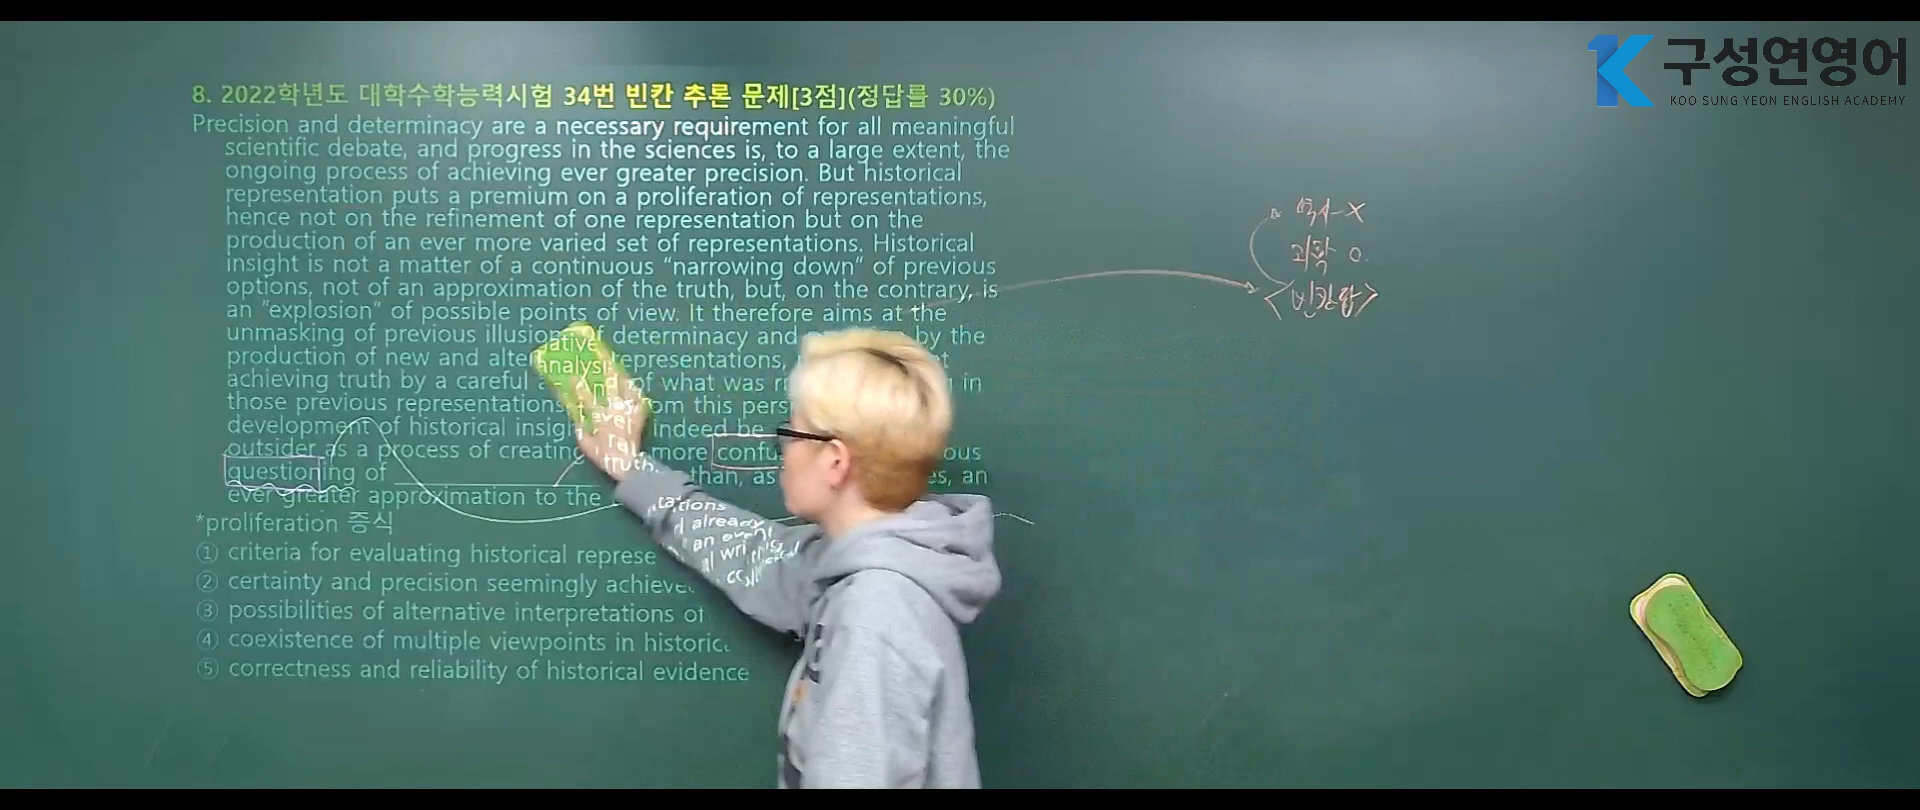 구성연영어
KOO SUNG YEON ENGLISH ACADEMY
8. 2022학년도 대학수학능력시험 34번 빈칸 추론 문제[3점](정답률 30%)
Precision and determinacy are a necessary requirement for all meaningful
scientific debate, and progress in the sciences is, to a large extent, the
ongoing process of achieving ever greater precision. But historical
representation puts a premium on a proliferation of representations,
hence not on the refinement of one representation but on the
production of an ever more varied set of representations. Historical
insight is not a matter of a continuous “narrowing down” of previous
options, not of an approximation of the truth, but, on the contrary, is
an “explosion” of possible points of view. It therefore aims at the
unmasking of previous illusions of determinacy and by the
production of new and representations,
achieving truth by a careful of what was in
those previous representations. from this
development of historical indeed be
outsider as a process of creating more ous
questioning of than, as an
ever greater approximation to the
*proliferation 증식
① criteria for evaluating historical
② certainty and precision seemingly
③ possibilities of alternative interpretations of
④ coexistence of multiple viewpoints in
⑤ correctness and reliability of historical evidence
ative
analysi
truth.
tations
already
an event
역사 X
과학 O
<빈칸앞>